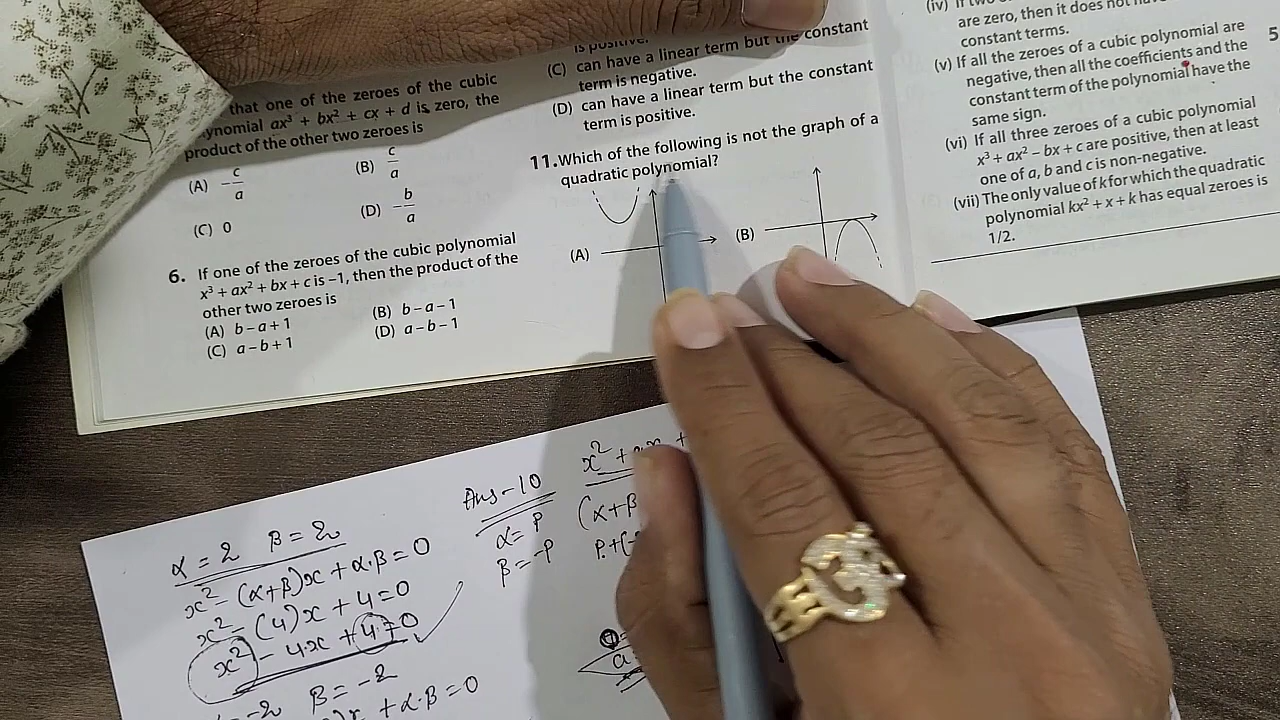 that one of the zeroes of the cubic
ax³ + bx² + cx + d is zero, the
product of the other two zeroes is
(A) -c/a
(B) c/a
(C) 0
(D) -b/a
6. If one of the zeroes of the cubic polynomial
x³ + ax² + bx + c is –1, then the product of the
other two zeroes is
(A) b – a + 1
(B) b – a – 1
(C) a – b + 1
(D) a – b – 1
is positive.
(C) can have a linear term but the constant
term is negative.
(D) can have a linear term but the constant
term is positive.
11. Which of the following is not the graph of a
quadratic polynomial?
(A)
(B)
(iv) If two
are zero, then it does not
constant terms.
(v) If all the zeroes of a cubic polynomial are
negative, then all the coefficients and the
constant term of the polynomial have the
same sign.
(vi) If all three zeroes of a cubic polynomial
x³ + ax² – bx + c are positive, then at least
one of a, b and c is non-negative.
(vii) The only value of k for which the quadratic
polynomial kx² + x + k has equal zeroes is
1/2.
5
α = 2 β = 2
x² – (α+β)x + α.β = 0
x² – (4)x + 4 = 0
x² – 4x + 4 = 0
β = -2
+ α.β = 0
Ans – 10
α = P
β = -P
x² +
(α+β
P+(-
a